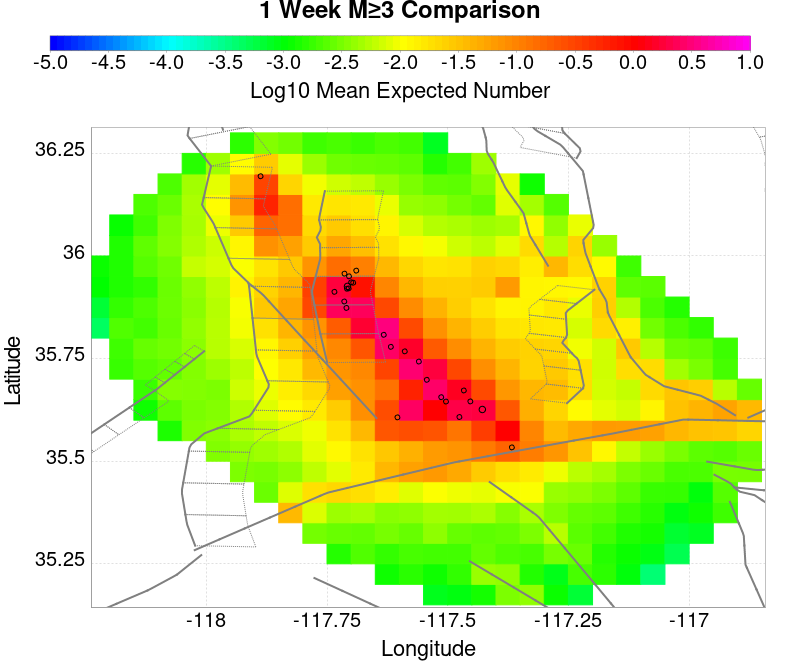 1 Week M≥3 Comparison
-5.0 -4.5 -4.0 -3.5 -3.0 -2.5 -2.0 -1.5 -1.0 -0.5 0.0 0.5 1.0
Log10 Mean Expected Number
36.25
36
35.75
35.5
35.25
Latitude
-118 -117.75 -117.5 -117.25 -117
Longitude